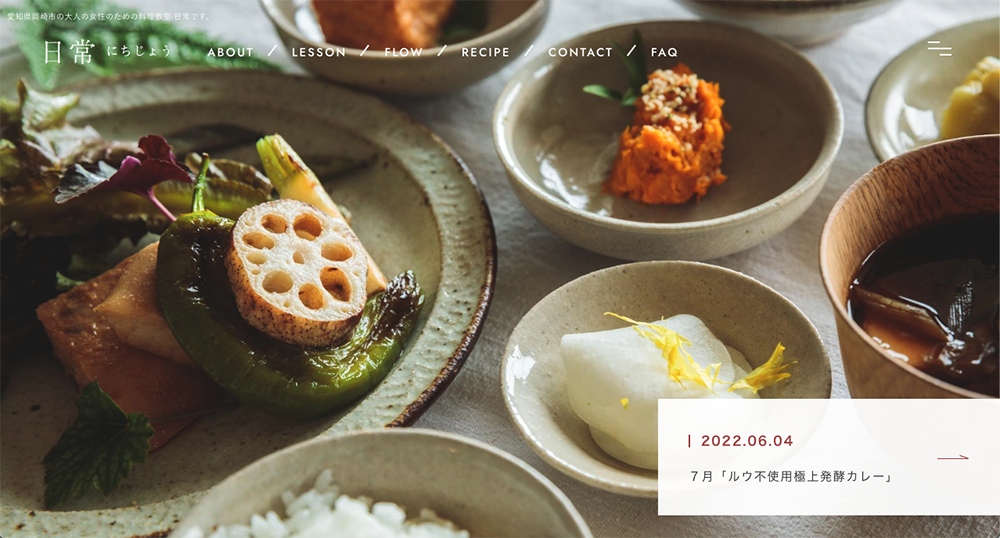 愛知県岡崎市の大人の女性のための料理教室 日常です。
日常 にちじょう
ABOUT / LESSON / FLOW / RECIPE / CONTACT / FAQ
2022.06.04
7月「ルウ不使用極上発酵カレー」